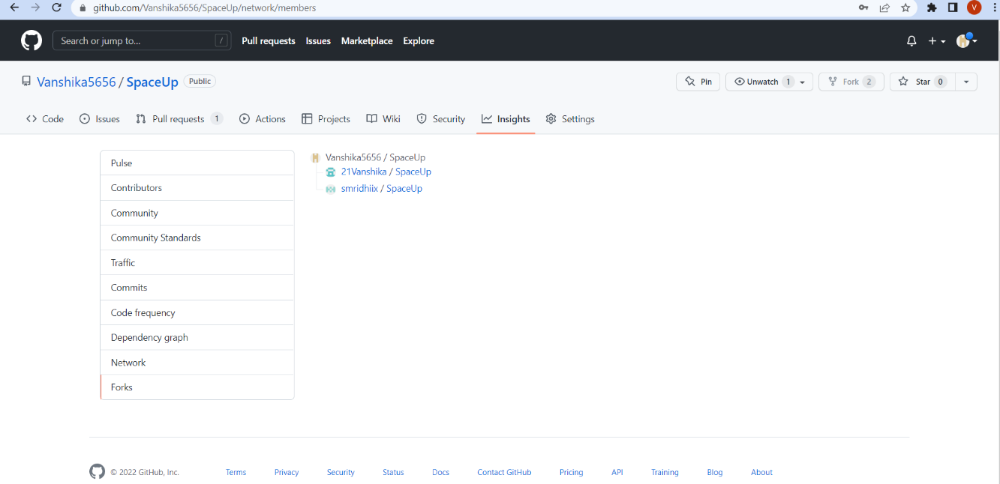 github.com/Vanshika5656/SpaceUp/network/members
V
Search or jump to... /
Pull requests Issues Marketplace Explore
Vanshika5656 / SpaceUp Public
Pin Unwatch 1 Fork 2 Star 0
Code Issues Pull requests 1 Actions Projects Wiki Security Insights Settings
Pulse
Contributors
Community
Community Standards
Traffic
Commits
Code frequency
Dependency graph
Network
Forks
Vanshika5656 / SpaceUp
21Vanshika / SpaceUp
smridhiix / SpaceUp
© 2022 GitHub, Inc. Terms Privacy Security Status Docs Contact GitHub Pricing API Training Blog About